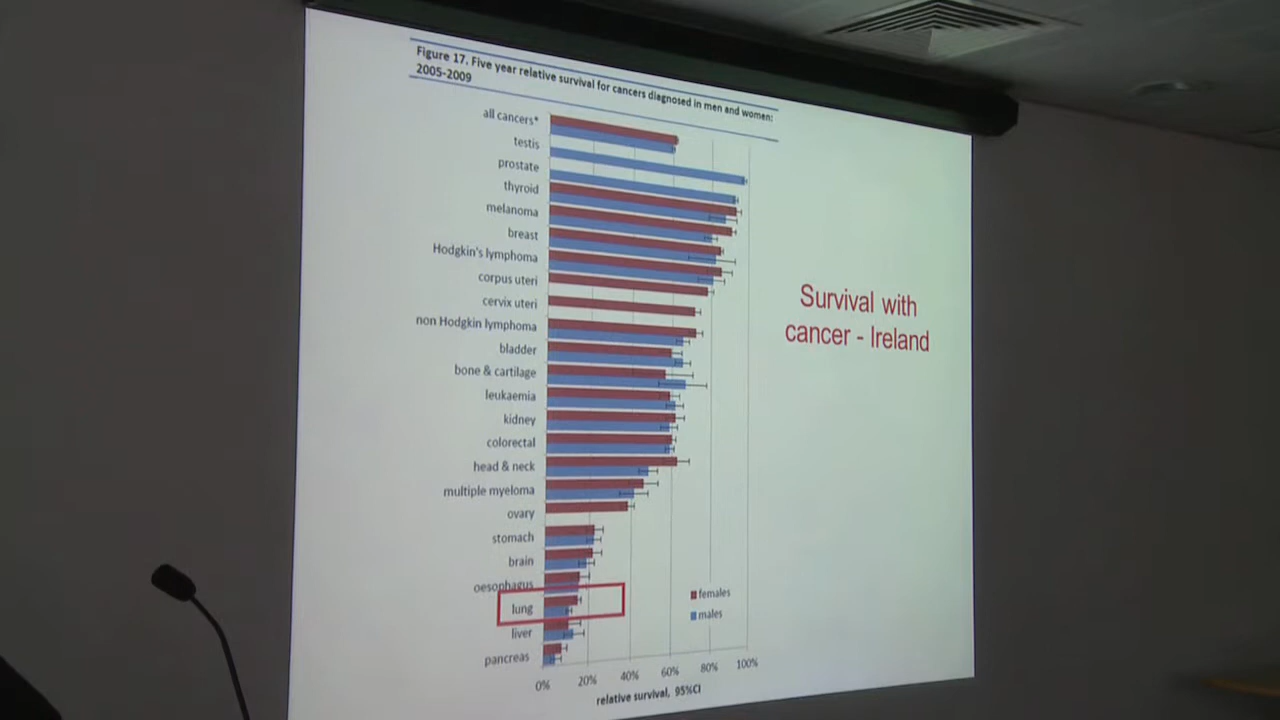 Figure 17. Five year relative survival for cancers diagnosed in men and women:
2005-2009
all cancers*
testis
prostate
thyroid
melanoma
breast
Hodgkin's lymphoma
corpus uteri
cervix uteri
non Hodgkin lymphoma
bladder
bone & cartilage
leukaemia
kidney
colorectal
head & neck
multiple myeloma
ovary
stomach
brain
oesophagus
lung
liver
pancreas
0% 20% 40% 60% 80% 100%
relative survival, 95%CI
females
males
Survival with
cancer - Ireland